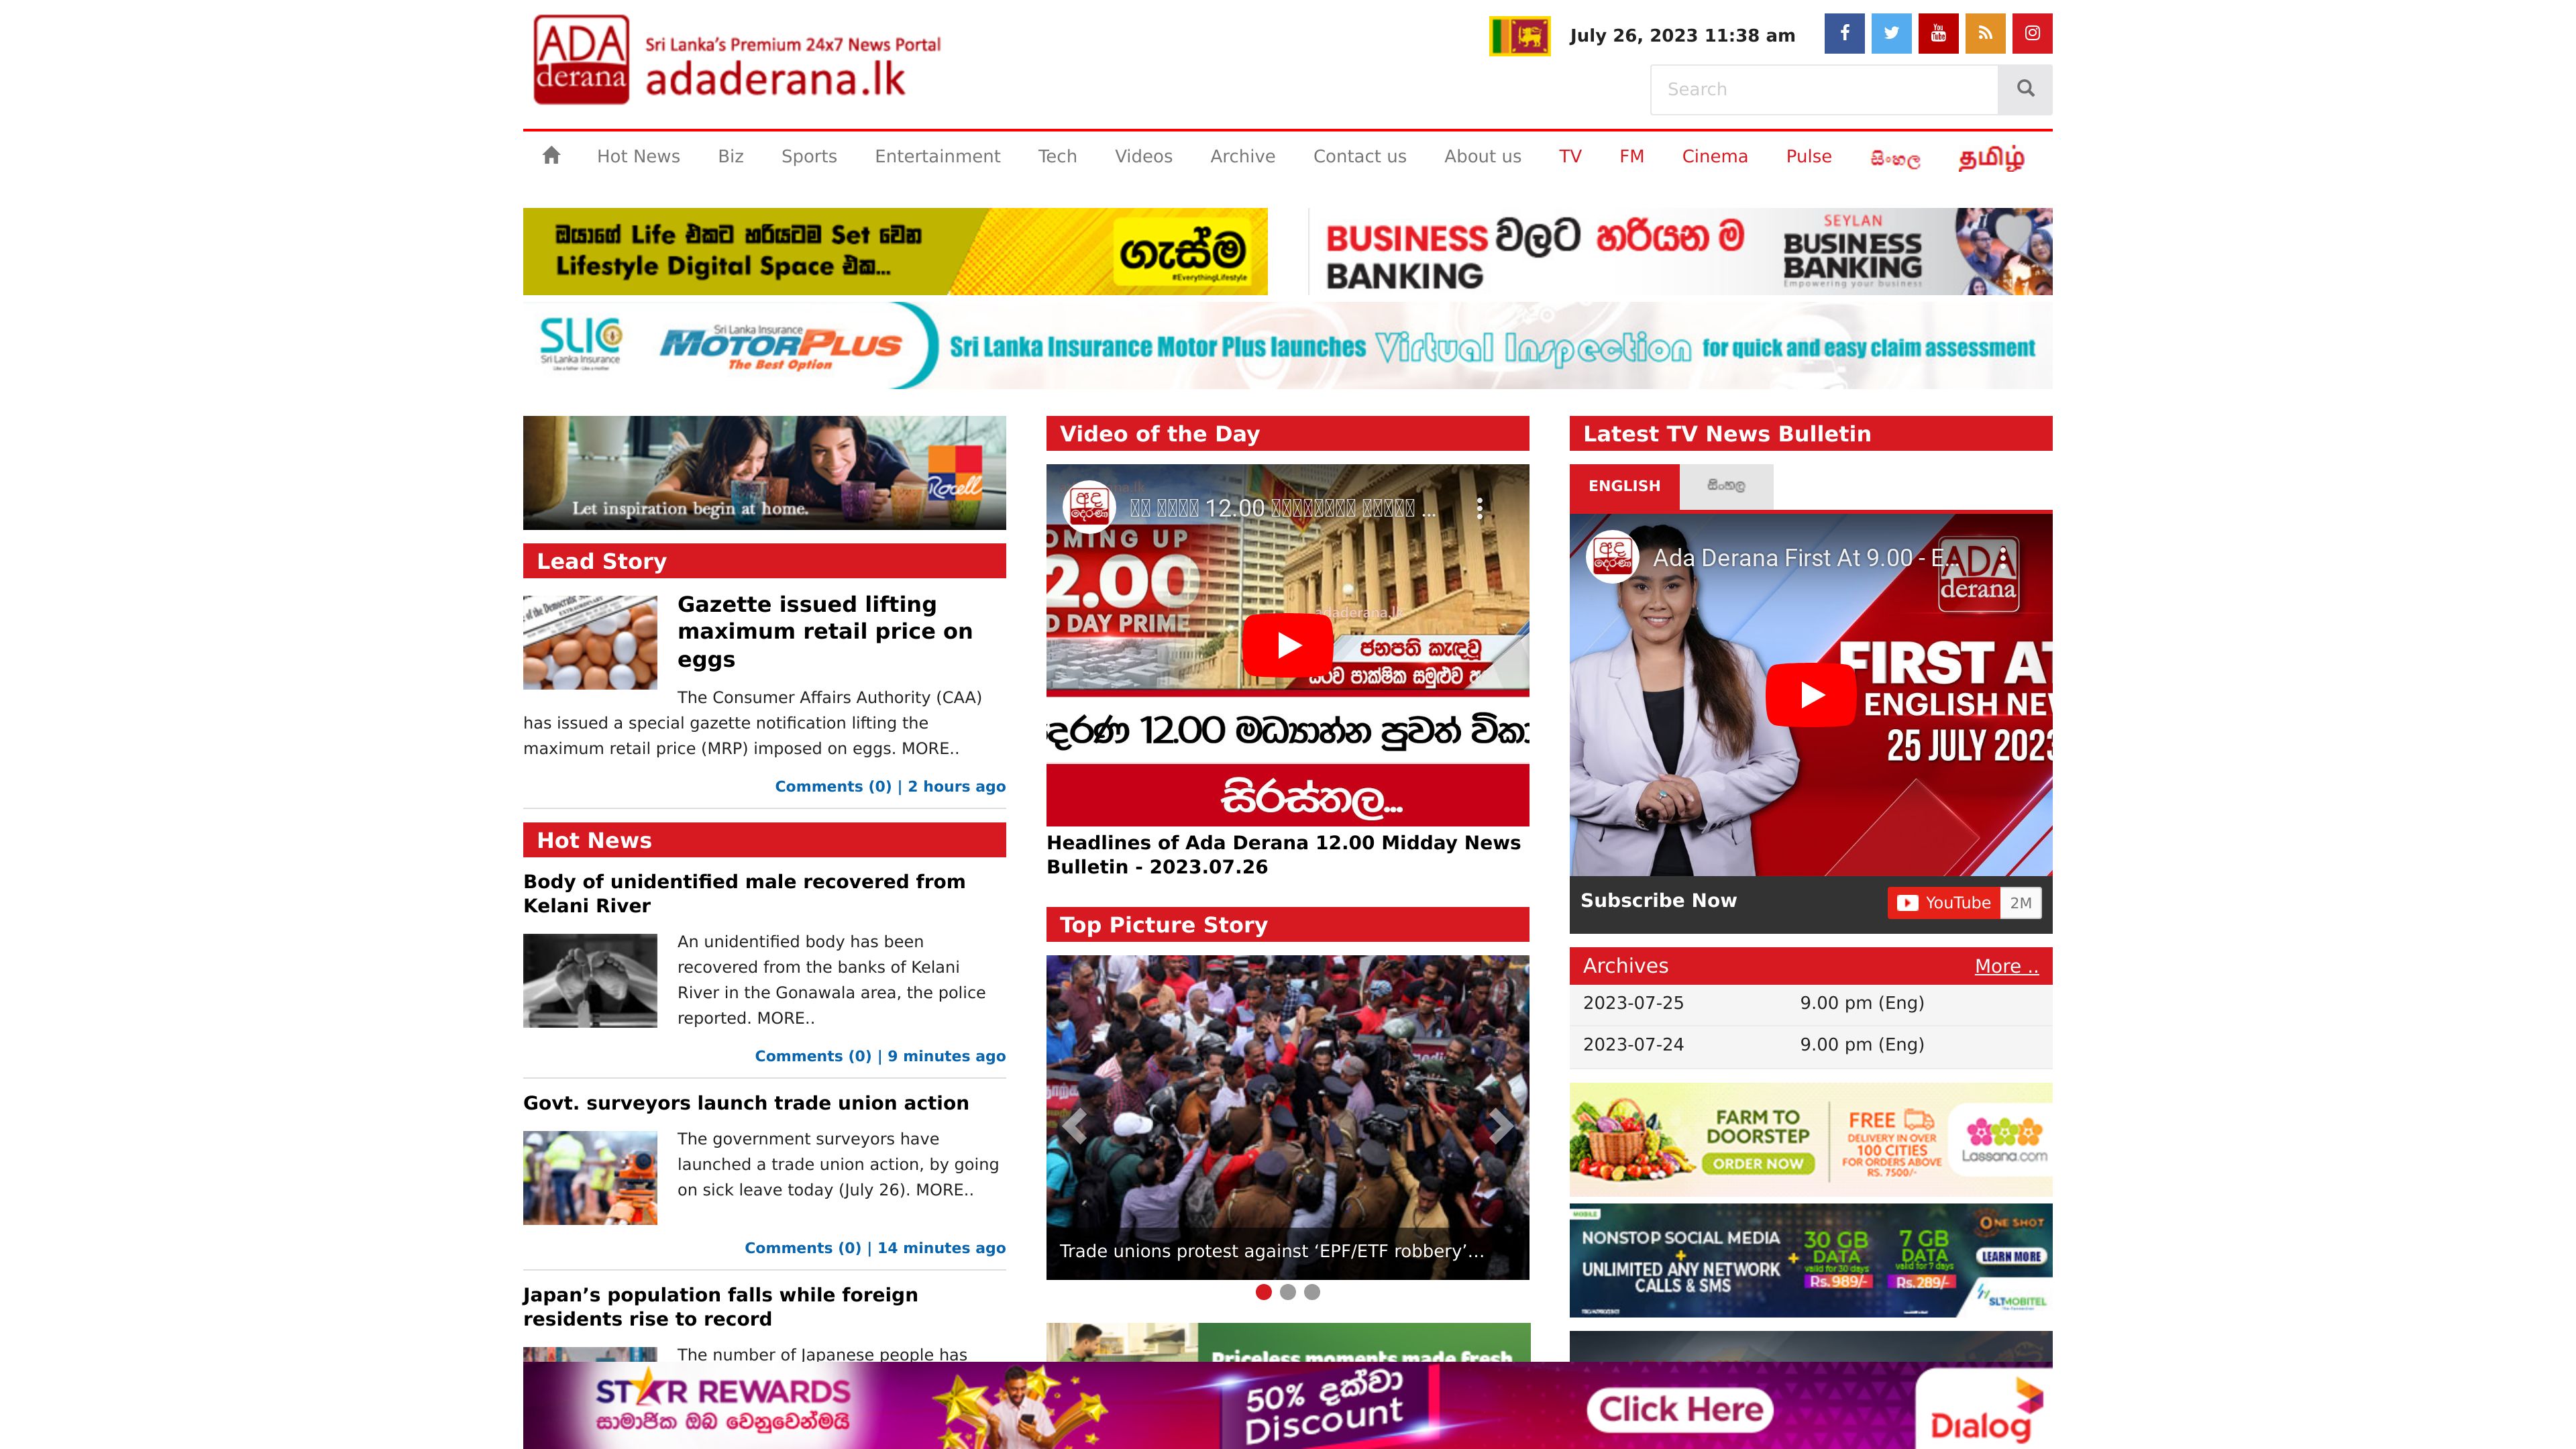 ADA
derana
Sri Lanka's Premium 24x7 News Portal
adaderana.lk
July 26, 2023 11:38 am
Search
Hot News Biz Sports Entertainment Tech Videos Archive Contact us About us TV FM Cinema Pulse සිංහල தமிழ்
ඔයාගේ Life එකට හරියටම Set වෙන
Lifestyle Digital Space එක...
ගැස්ම
#EverythingLifestyle
BUSINESS වලට හරියන ම
BANKING
SEYLAN
BUSINESS
BANKING
Empowering your business
SLIC
Sri Lanka Insurance
Like a father - Like a mother
Sri Lanka Insurance
MOTORPLUS
The Best Option
Sri Lanka Insurance Motor Plus launches Virtual Inspection for quick and easy claim assessment
Let inspiration begin at home.
Rocell
Lead Story
Gazette issued lifting
maximum retail price on
eggs
The Consumer Affairs Authority (CAA)
has issued a special gazette notification lifting the
maximum retail price (MRP) imposed on eggs. MORE..
Comments (0) | 2 hours ago
Hot News
Body of unidentified male recovered from
Kelani River
An unidentified body has been
recovered from the banks of Kelani
River in the Gonawala area, the police
reported. MORE..
Comments (0) | 9 minutes ago
Govt. surveyors launch trade union action
The government surveyors have
launched a trade union action, by going
on sick leave today (July 26). MORE..
Comments (0) | 14 minutes ago
Japan’s population falls while foreign
residents rise to record
The number of Japanese people has
Video of the Day
අද දෙරණ
12.00
OMING UP
2.00
D DAY PRIME
adaderana.lk
ජනපති කැඳවූ
සර්ව පාක්ෂික සමුළුව
දෙරණ 12.00 මධ්‍යාහ්න පුවත් විකා
සිරස්තල...
Headlines of Ada Derana 12.00 Midday News
Bulletin - 2023.07.26
Top Picture Story
Trade unions protest against ‘EPF/ETF robbery’...
Priceless moments made fresh
Latest TV News Bulletin
ENGLISH
සිංහල
අද දෙරණ
Ada Derana First At 9.00 - E...
ADA
derana
FIRST AT
ENGLISH NEW
25 JULY 2023
Subscribe Now
YouTube 2M
Archives More ..
2023-07-25 9.00 pm (Eng)
2023-07-24 9.00 pm (Eng)
FARM TO
DOORSTEP
ORDER NOW
FREE
DELIVERY IN OVER
100 CITIES
FOR ORDERS ABOVE
RS. 7500/-
Lassana.com
MOBILE
NONSTOP SOCIAL MEDIA
+
UNLIMITED ANY NETWORK
CALLS & SMS
+
30 GB
DATA
valid for 30 days
Rs.989/-
7 GB
DATA
valid for 7 days
Rs.289/-
ONE SHOT
LEARN MORE
SLTMOBITEL
STAR REWARDS
සාමාජික ඔබ වෙනුවෙන්මයි
50% දක්වා
Discount
Click Here
Dialog